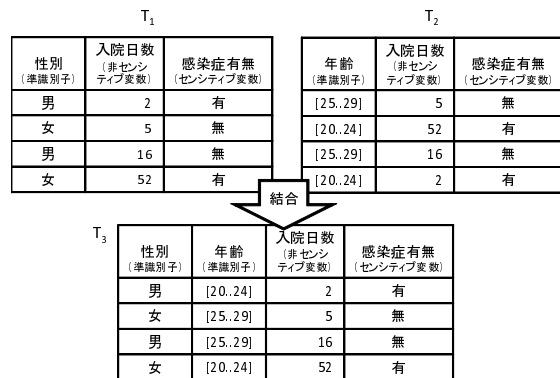 T1
T2
性別
(準識別子)
入院日数
(非センシ
ティブ変数)
感染症有無
(センシティブ変数)
男 2 有
女 5 無
男 16 無
女 52 有
年齢
(準識別子)
入院日数
(非センシ
ティブ変数)
感染症有無
(センシティブ変数)
[25..29] 5 無
[20..24] 52 有
[25..29] 16 無
[20..24] 2 有
結合
T3
性別
(準識別子)
年齢
(準識別子)
入院日数
(非センシ
ティブ変数)
感染症有無
(センシティブ変数)
男 [20..24] 2 有
女 [25..29] 5 無
男 [25..29] 16 無
女 [20..24] 52 有